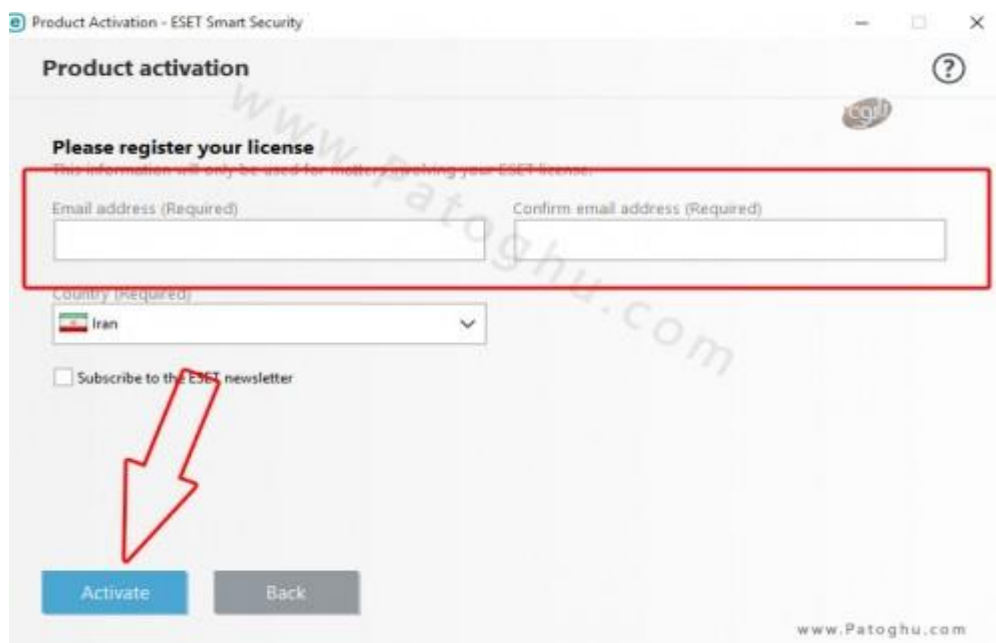 Product Activation - ESET Smart Security
Product activation
www.Patoghu.com
Please register your license
This information will only be used for matters involving your ESET license.
Email address (Required)
Confirm email address (Required)
Country (Required)
Iran
Subscribe to the ESET newsletter
Activate
Back
www.Patoghu.com